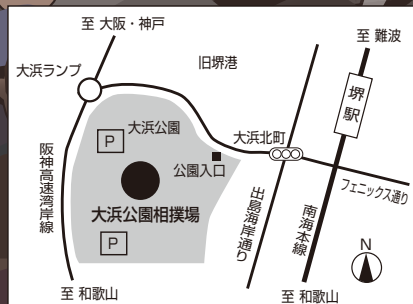 至 大阪・神戸
至 難波
旧堺港
大浜ランプ
堺駅
大浜公園
P
大浜北町
公園入口
阪神高速湾岸線
フェニックス通り
大浜公園相撲場
出島海岸通り
南海本線
P
N
至 和歌山
至 和歌山